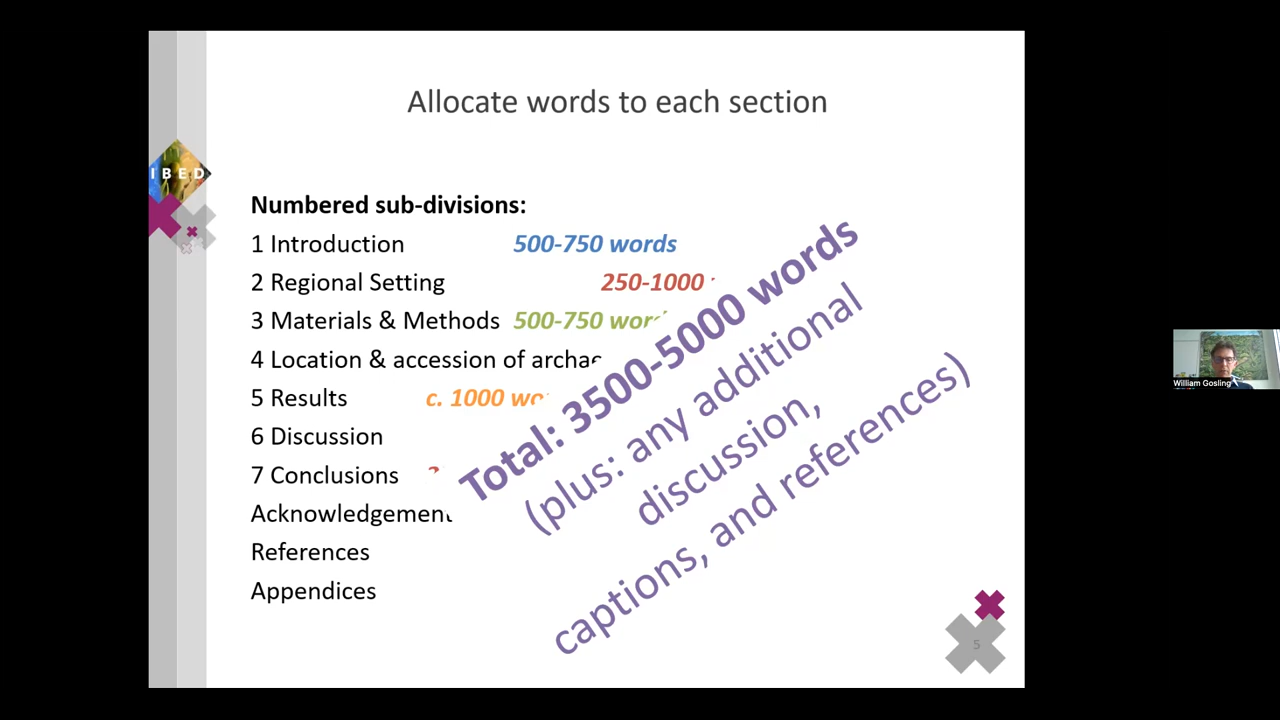 Allocate words to each section
IBED
Numbered sub-divisions:
1 Introduction 500-750 words
2 Regional Setting 250-1000
3 Materials & Methods 500-750 words
4 Location & accession of
5 Results c. 1000
6 Discussion
7 Conclusions
Acknowledgement
References
Appendices
Total: 3500-5000 words
(plus: any additional
discussion,
captions, and references)
5
William Gosling